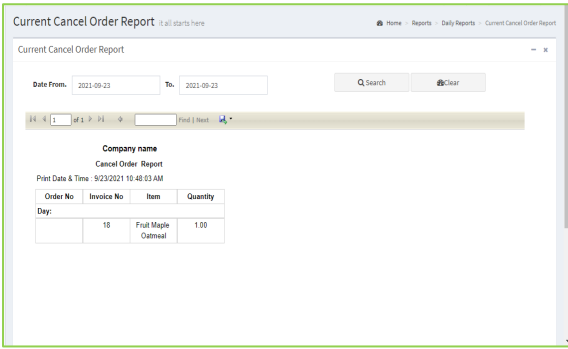 Current Cancel Order Report it all starts here
Home > Reports > Daily Reports > Current Cancel Order Report
Current Cancel Order Report
Date From. 2021-09-23 To. 2021-09-23 Search Clear
1 of 1 Find | Next
Company name
Cancel Order Report
Print Date & Time : 9/23/2021 10:48:03 AM
Order No Invoice No Item Quantity
Day:
18 Fruit Maple 1.00
Oatmeal